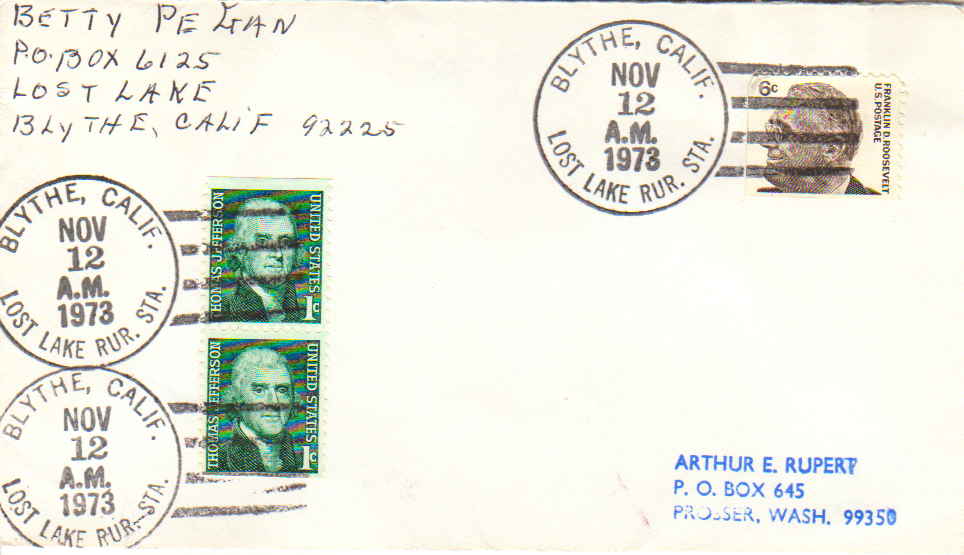 BETTY PEGAN
P.O. BOX 6125
LOST LAKE
BLYTHE, CALIF 92225
BLYTHE, CALIF.
NOV
12
A.M.
1973
LOST LAKE RUR. STA.
6c
FRANKLIN D. ROOSEVELT
U.S. POSTAGE
BLYTHE, CALIF.
NOV
12
A.M.
1973
LOST LAKE RUR. STA.
THOMAS JEFFERSON
UNITED STATES
1c
BLYTHE, CALIF.
NOV
12
A.M.
1973
LOST LAKE RUR. STA.
THOMAS JEFFERSON
UNITED STATES
1c
ARTHUR E. RUPERT
P. O. BOX 645
PROSSER, WASH. 99350